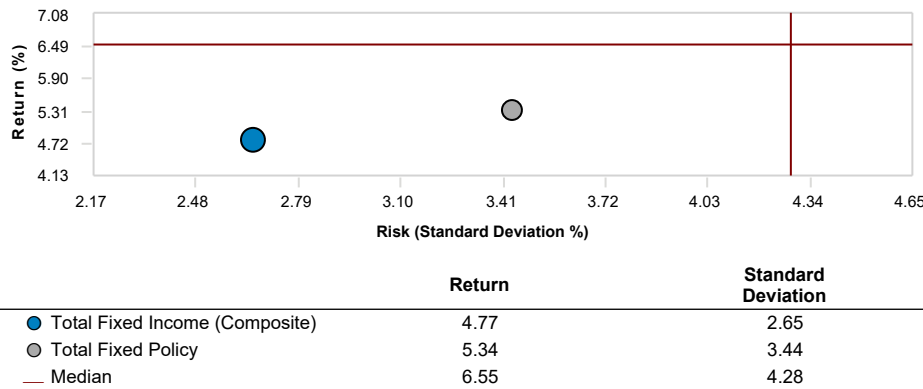 7.08
6.49
5.90
5.31
4.72
4.13
Return (%)
2.17 2.48 2.79 3.10 3.41 3.72 4.03 4.34 4.65
Risk (Standard Deviation %)
Return Standard
Deviation
Total Fixed Income (Composite) 4.77 2.65
Total Fixed Policy 5.34 3.44
Median 6.55 4.28